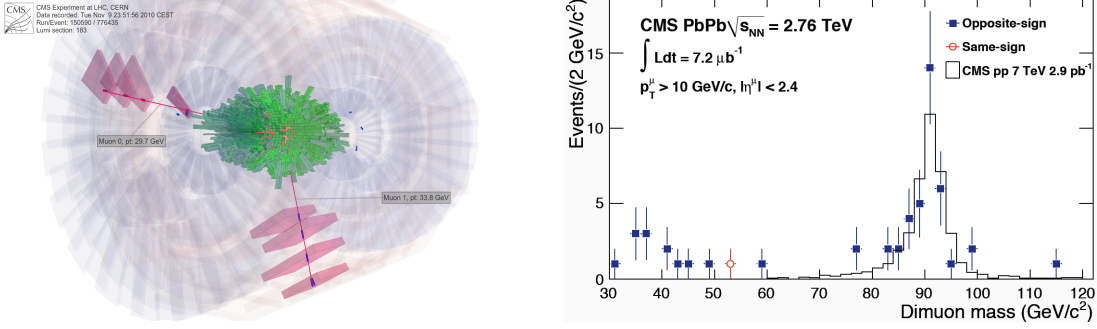 CMS
CMS Experiment at LHC, CERN
Data recorded: Tue Nov 9 23:51:56 2010 CEST
Run/Event: 150590 / 776435
Lumi section: 183
Muon 0, pt: 29.7 GeV
Muon 1, pt: 33.8 GeV
CMS PbPb √sNN = 2.76 TeV
∫ Ldt = 7.2 μb⁻¹
pTμ > 10 GeV/c, |ημ| < 2.4
Opposite-sign
Same-sign
CMS pp 7 TeV 2.9 pb⁻¹
Events/(2 GeV/c²)
15
10
5
0
30 40 50 60 70 80 90 100 110 120
Dimuon mass (GeV/c²)